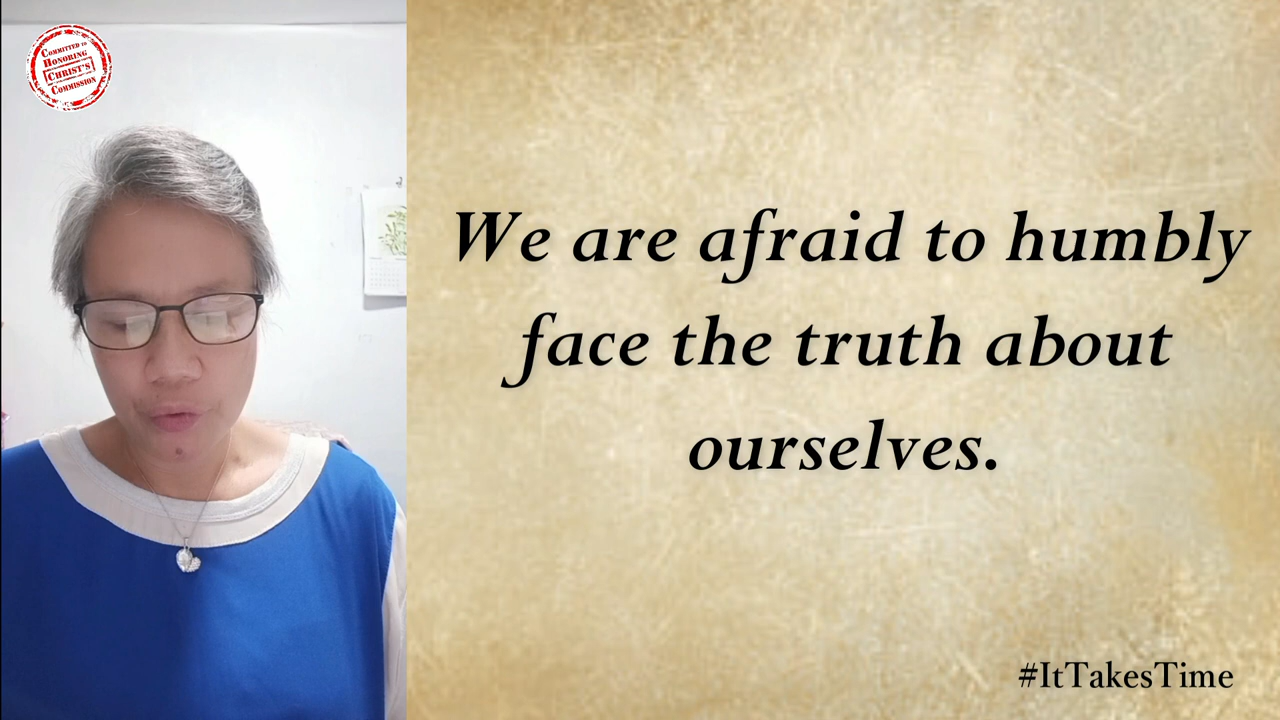 COMMITTED TO
HONORING
CHRIST'S
COMMISSION
We are afraid to humbly
face the truth about
ourselves.
#ItTakesTime